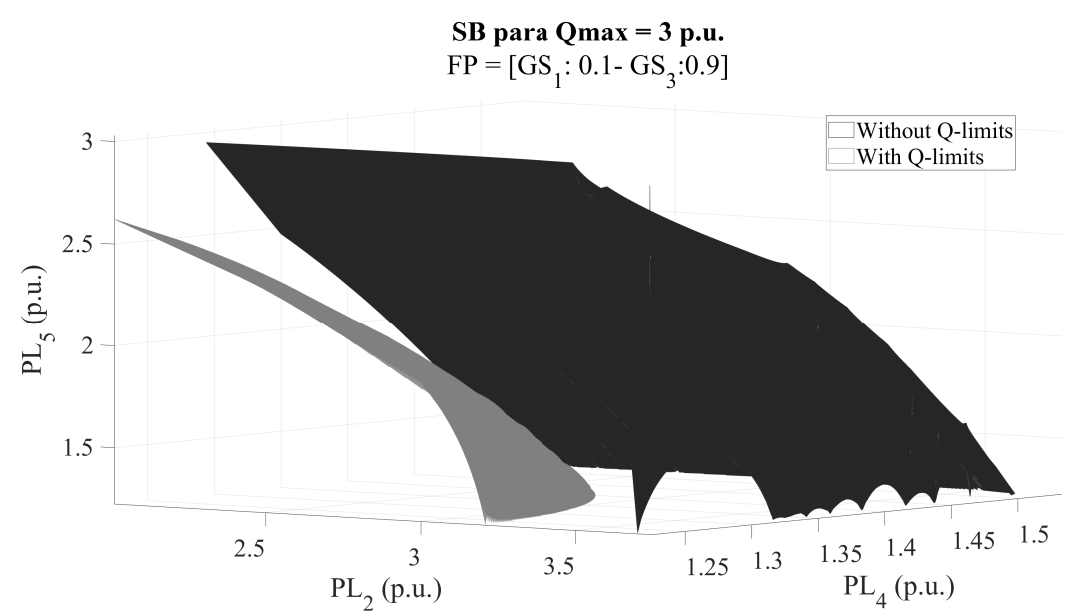 SB para Qmax = 3 p.u.
FP = [GS1: 0.1- GS3:0.9]
Without Q-limits
With Q-limits
3
2.5
2
1.5
PL5 (p.u.)
2.5
3
3.5
PL2 (p.u.)
1.25
1.3
1.35
1.4
1.45
1.5
PL4 (p.u.)